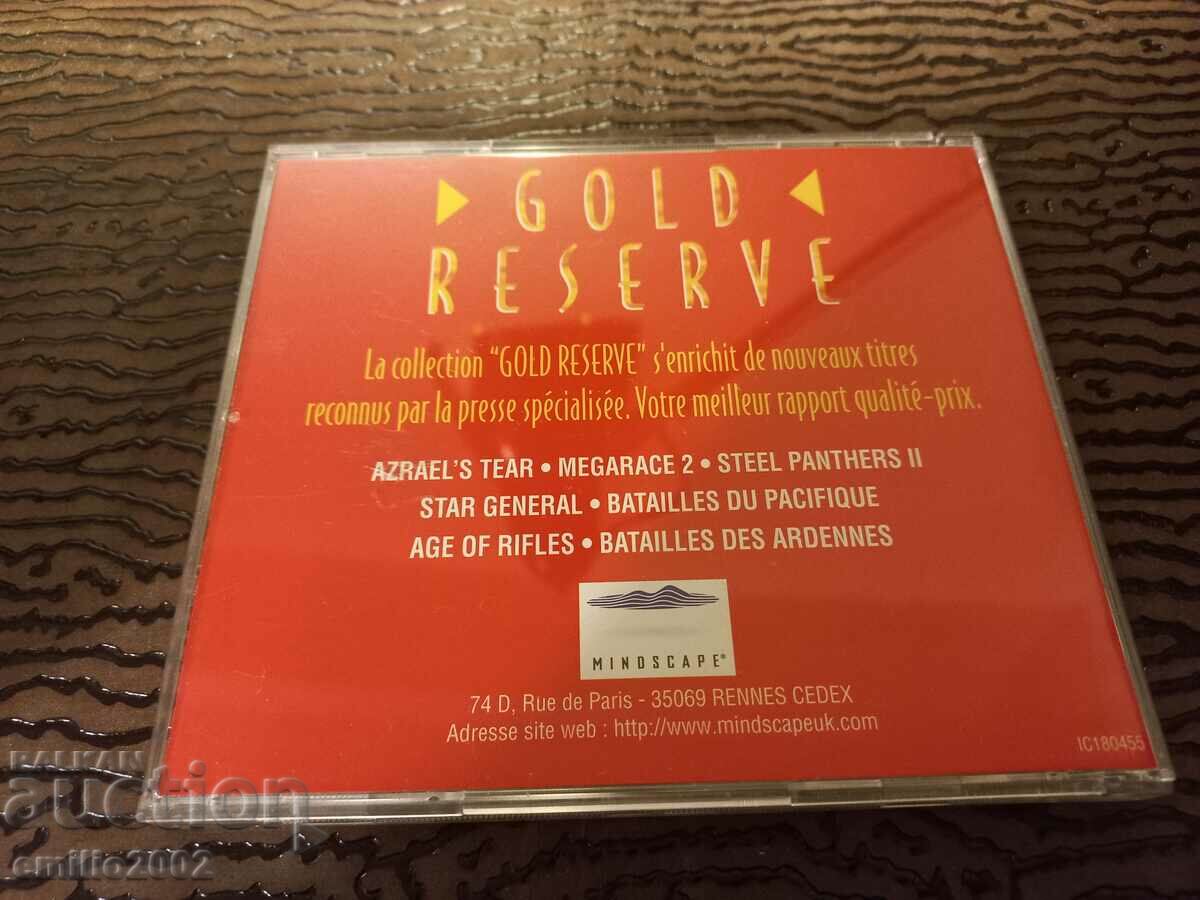 GOLD
RESERVE
La collection "GOLD RESERVE" s'enrichit de nouveaux titres
reconnus par la presse spécialisée. Votre meilleur rapport qualité-prix.
AZRAEL'S TEAR • MEGARACE 2 • STEEL PANTHERS II
STAR GENERAL • BATAILLES DU PACIFIQUE
AGE OF RIFLES • BATAILLES DES ARDENNES
MINDSCAPE®
74 D, Rue de Paris - 35069 RENNES CEDEX
Adresse site web : http://www.mindscapeuk.com
IC180455
BALKAN
auction
emilio2002